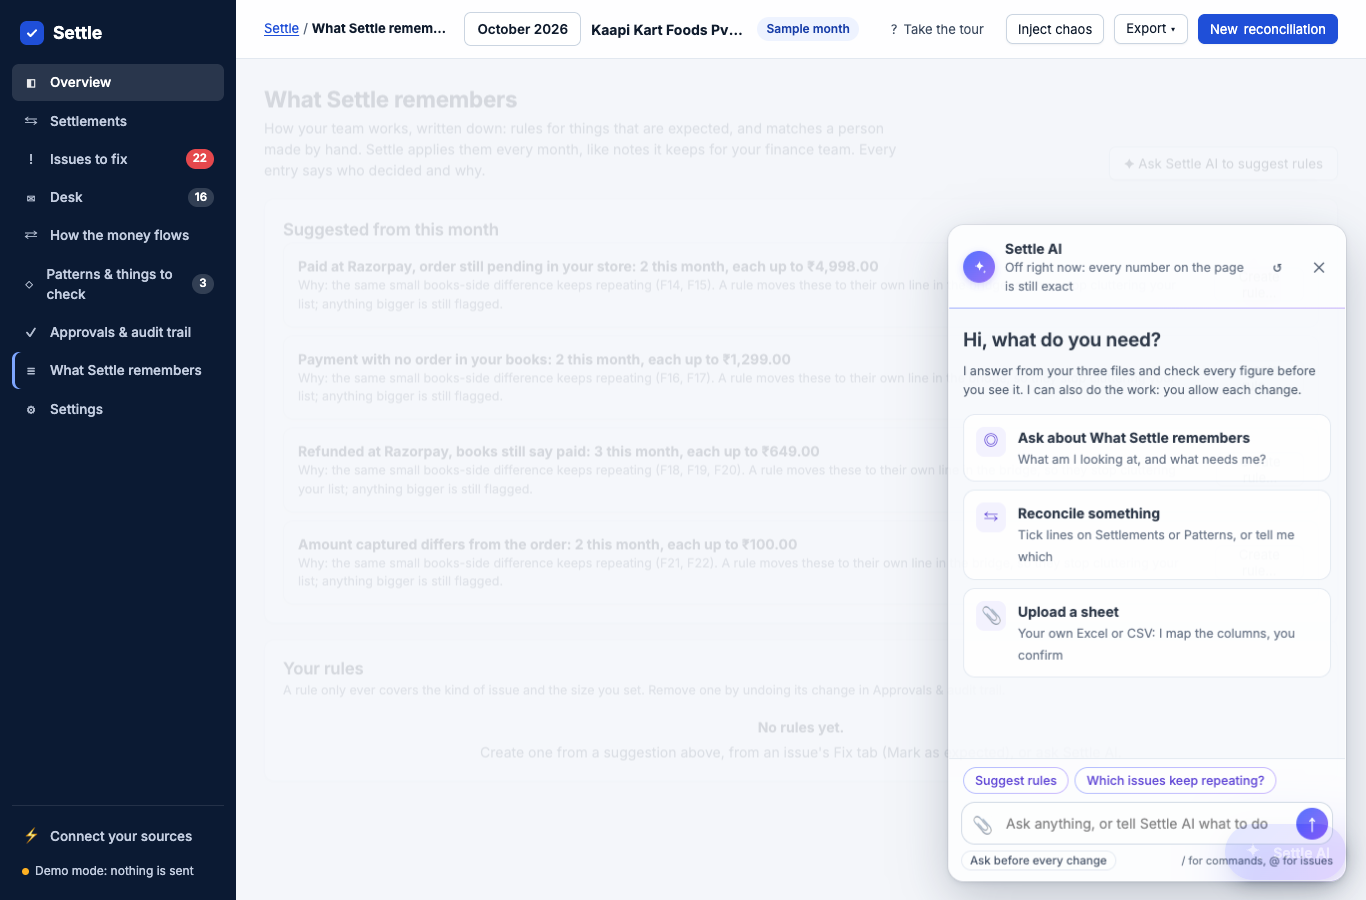 Settle
Overview
Settlements
Issues to fix 22
Desk 16
How the money flows
Patterns & things to
check 3
Approvals & audit trail
What Settle remembers
Settings
Connect your sources
Demo mode: nothing is sent
Settle / What Settle remem...
October 2026
Kaapi Kart Foods Pv...
Sample month
? Take the tour
Inject chaos
Export
New reconciliation
What Settle remembers
How your team works, written down: rules for things that are expected, and matches a person
made by hand. Settle applies them every month, like notes it keeps for your finance team. Every
entry says who decided and why.
Ask Settle AI to suggest rules
Suggested from this month
Paid at Razorpay, order still pending in your store: 2 this month, each up to ₹4,998.00
Why: the same small books-side difference keeps repeating (F14, F15). A rule moves these to their own line in
list; anything bigger is still flagged.
Payment with no order in your books: 2 this month, each up to ₹1,299.00
Why: the same small books-side difference keeps repeating (F16, F17). A rule moves these to their own line in
list; anything bigger is still flagged.
Refunded at Razorpay, books still say paid: 3 this month, each up to ₹649.00
Why: the same small books-side difference keeps repeating (F18, F19, F20). A rule moves these to their own
your list; anything bigger is still flagged.
Amount captured differs from the order: 2 this month, each up to ₹100.00
Why: the same small books-side difference keeps repeating (F21, F22). A rule moves these to their own line in
list; anything bigger is still flagged.
Your rules
A rule only ever covers the kind of issue and the size you set. Remove one by undoing its change in Approvals &
No rules yet.
Create one from a suggestion above, from an issue's Fix tab (Mark as
Settle AI
Off right now: every number on the page
is still exact
Hi, what do you need?
I answer from your three files and check every figure before
you see it. I can also do the work: you allow each change.
Ask about What Settle remembers
What am I looking at, and what needs me?
Reconcile something
Tick lines on Settlements or Patterns, or tell me
which
Upload a sheet
Your own Excel or CSV: I map the columns, you
confirm
Suggest rules
Which issues keep repeating?
Ask anything, or tell Settle AI what to do
Settle AI
Ask before every change
/ for commands, @ for issues